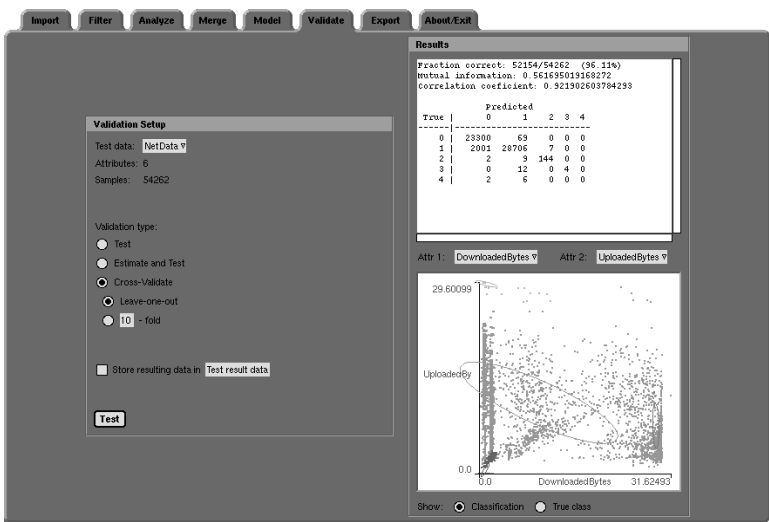 Import Filter Analyze Merge Model Validate Export About/Exit
Validation Setup
Test data: NetData
Attributes: 6
Samples: 54262
Validation type:
Test
Estimate and Test
Cross-Validate
Leave-one-out
10 - fold
Store resulting data in Test result data
Test
Results
Fraction correct: 52154/54262 (96.11%)
Mutual information: 0.561695019168272
Correlation coeficient: 0.921902603784293
Predicted
True | 0 1 2 3 4
------|-------------------------
0 | 23300 69 0 0 0
1 | 2001 28706 7 0 0
2 | 2 9 144 0 0
3 | 0 12 0 4 0
4 | 2 6 0 0 0
Attr 1: DownloadedBytes Attr 2: UploadedBytes
29.60099
UploadedBy
0.0
0.0 DownloadedBytes 31.62493
Show: Classification True class